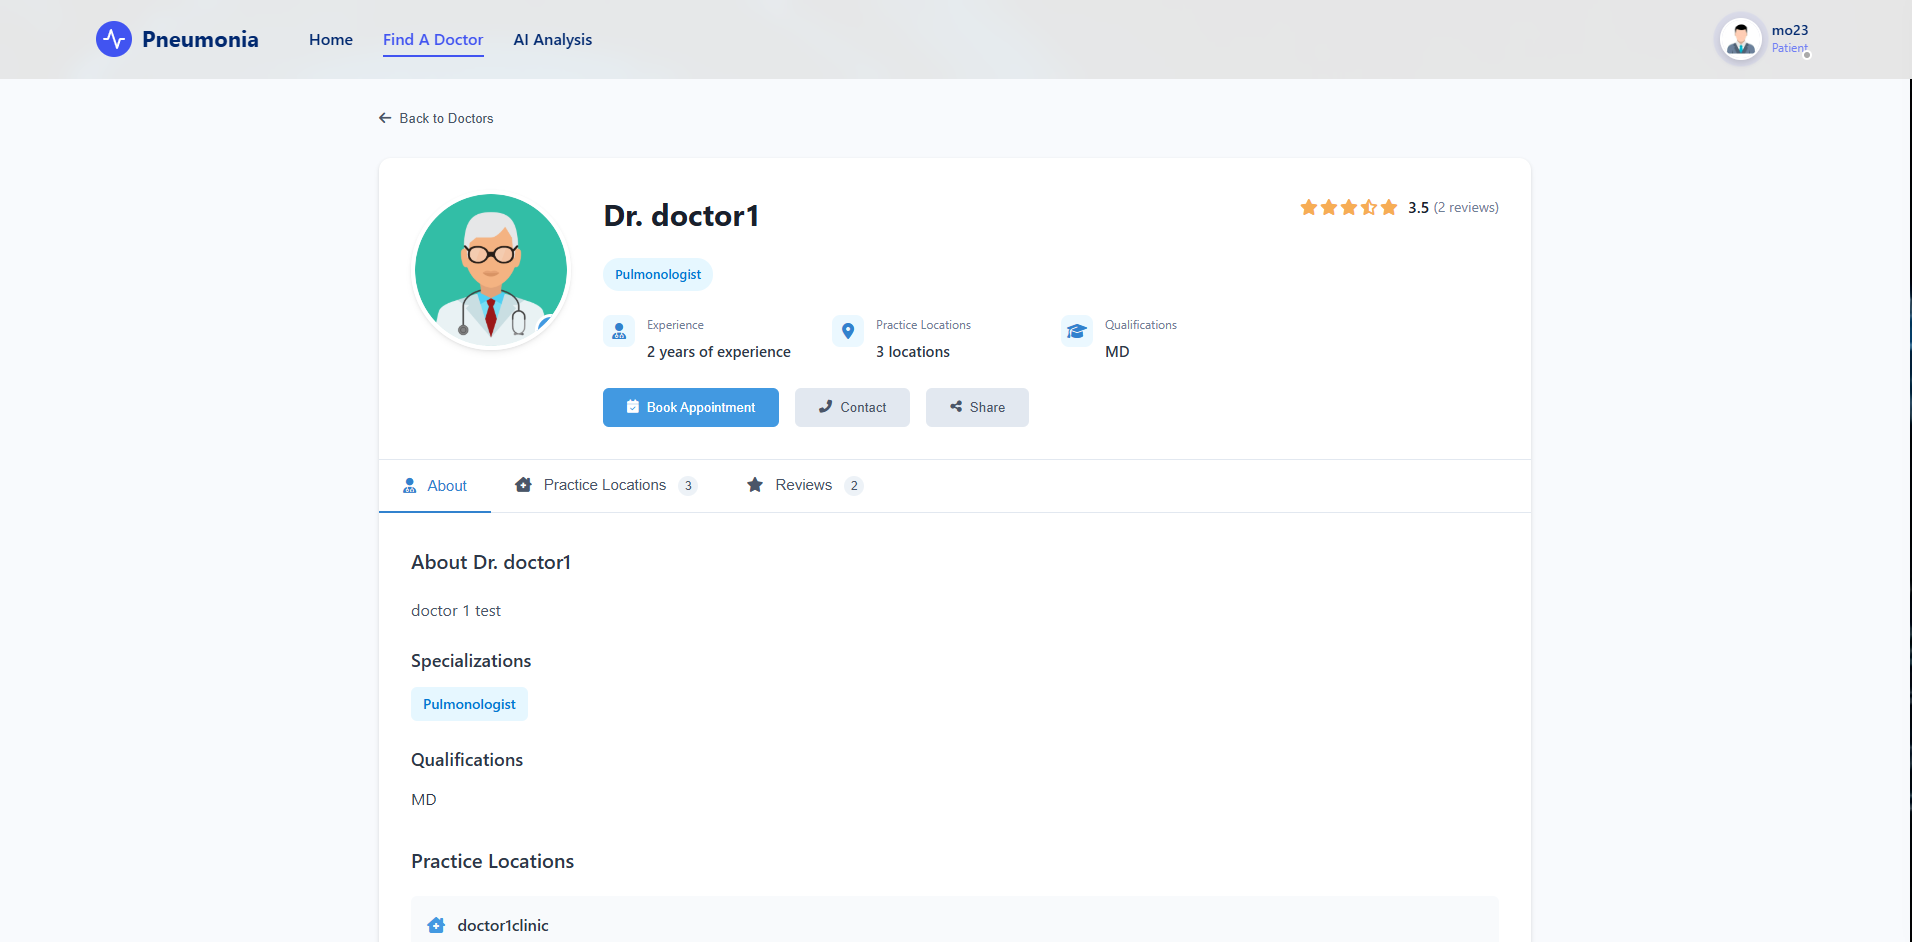 Pneumonia
Home
Find A Doctor
AI Analysis
mo23
Patient
Back to Doctors
Dr. doctor1
3.5 (2 reviews)
Pulmonologist
Experience
2 years of experience
Practice Locations
3 locations
Qualifications
MD
Book Appointment
Contact
Share
About
Practice Locations 3
Reviews 2
About Dr. doctor1
doctor 1 test
Specializations
Pulmonologist
Qualifications
MD
Practice Locations
doctor1clinic